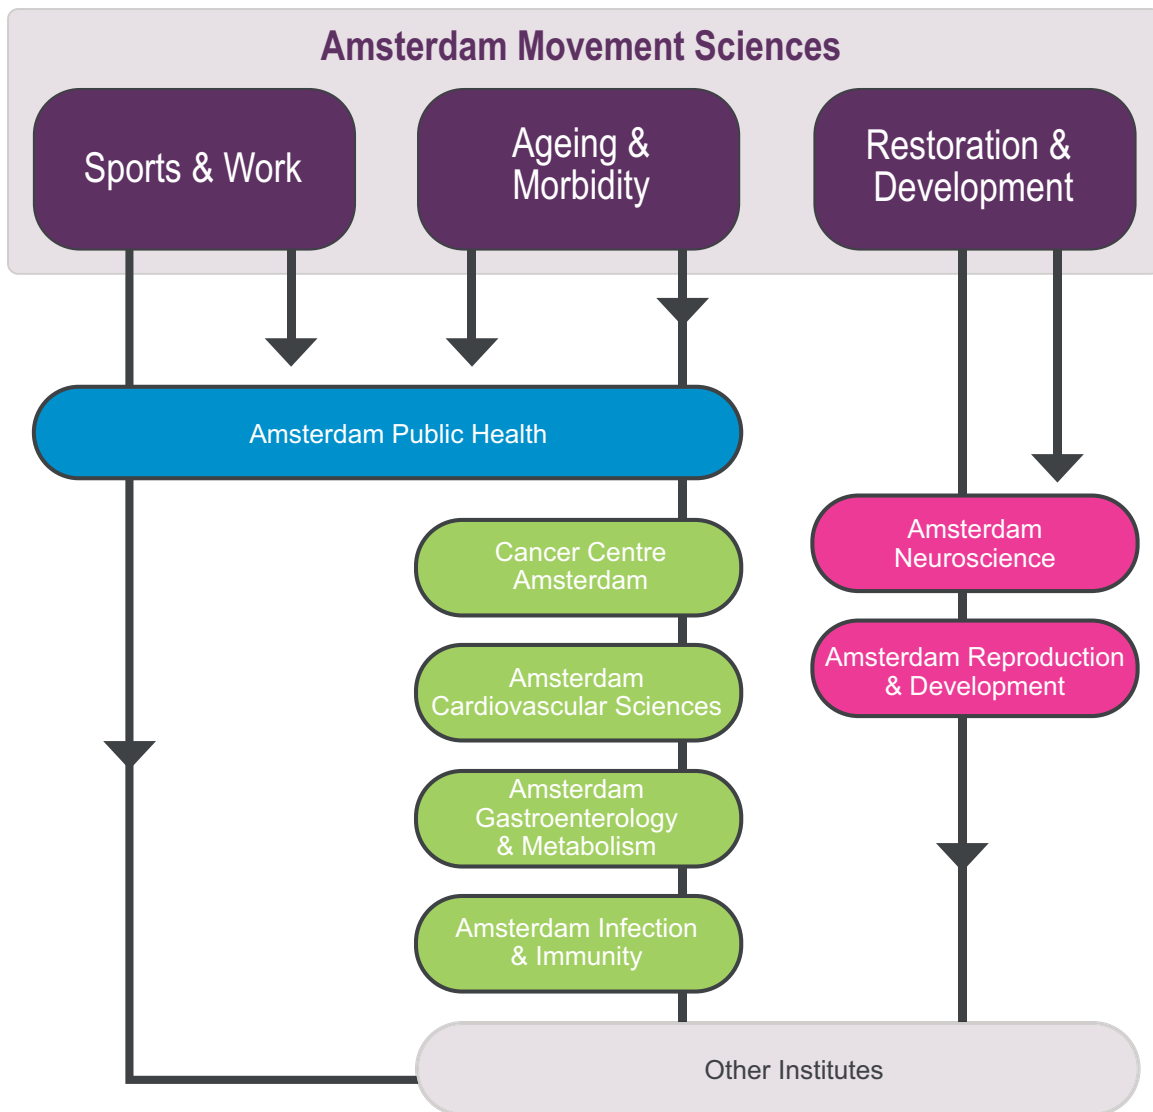 Amsterdam Movement Sciences
Sports & Work
Ageing &
Morbidity
Restoration &
Development
Amsterdam Public Health
Cancer Centre
Amsterdam
Amsterdam
Cardiovascular Sciences
Amsterdam
Gastroenterology
& Metabolism
Amsterdam Infection
& Immunity
Amsterdam
Neuroscience
Amsterdam Reproduction
& Development
Other Institutes